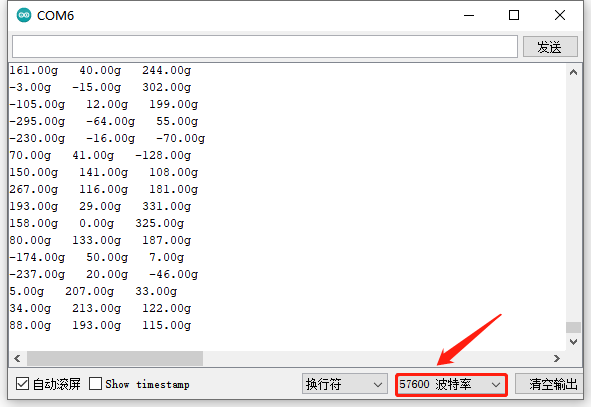 COM6
发送
161.00g 40.00g 244.00g
-3.00g -15.00g 302.00g
-105.00g 12.00g 199.00g
-295.00g -64.00g 55.00g
-230.00g -16.00g -70.00g
70.00g 41.00g -128.00g
150.00g 141.00g 108.00g
267.00g 116.00g 181.00g
193.00g 29.00g 331.00g
158.00g 0.00g 325.00g
80.00g 133.00g 187.00g
-174.00g 50.00g 7.00g
-237.00g 20.00g -46.00g
5.00g 207.00g 33.00g
34.00g 213.00g 122.00g
88.00g 193.00g 115.00g
自动滚屏 Show timestamp 换行符 57600 波特率 清空输出